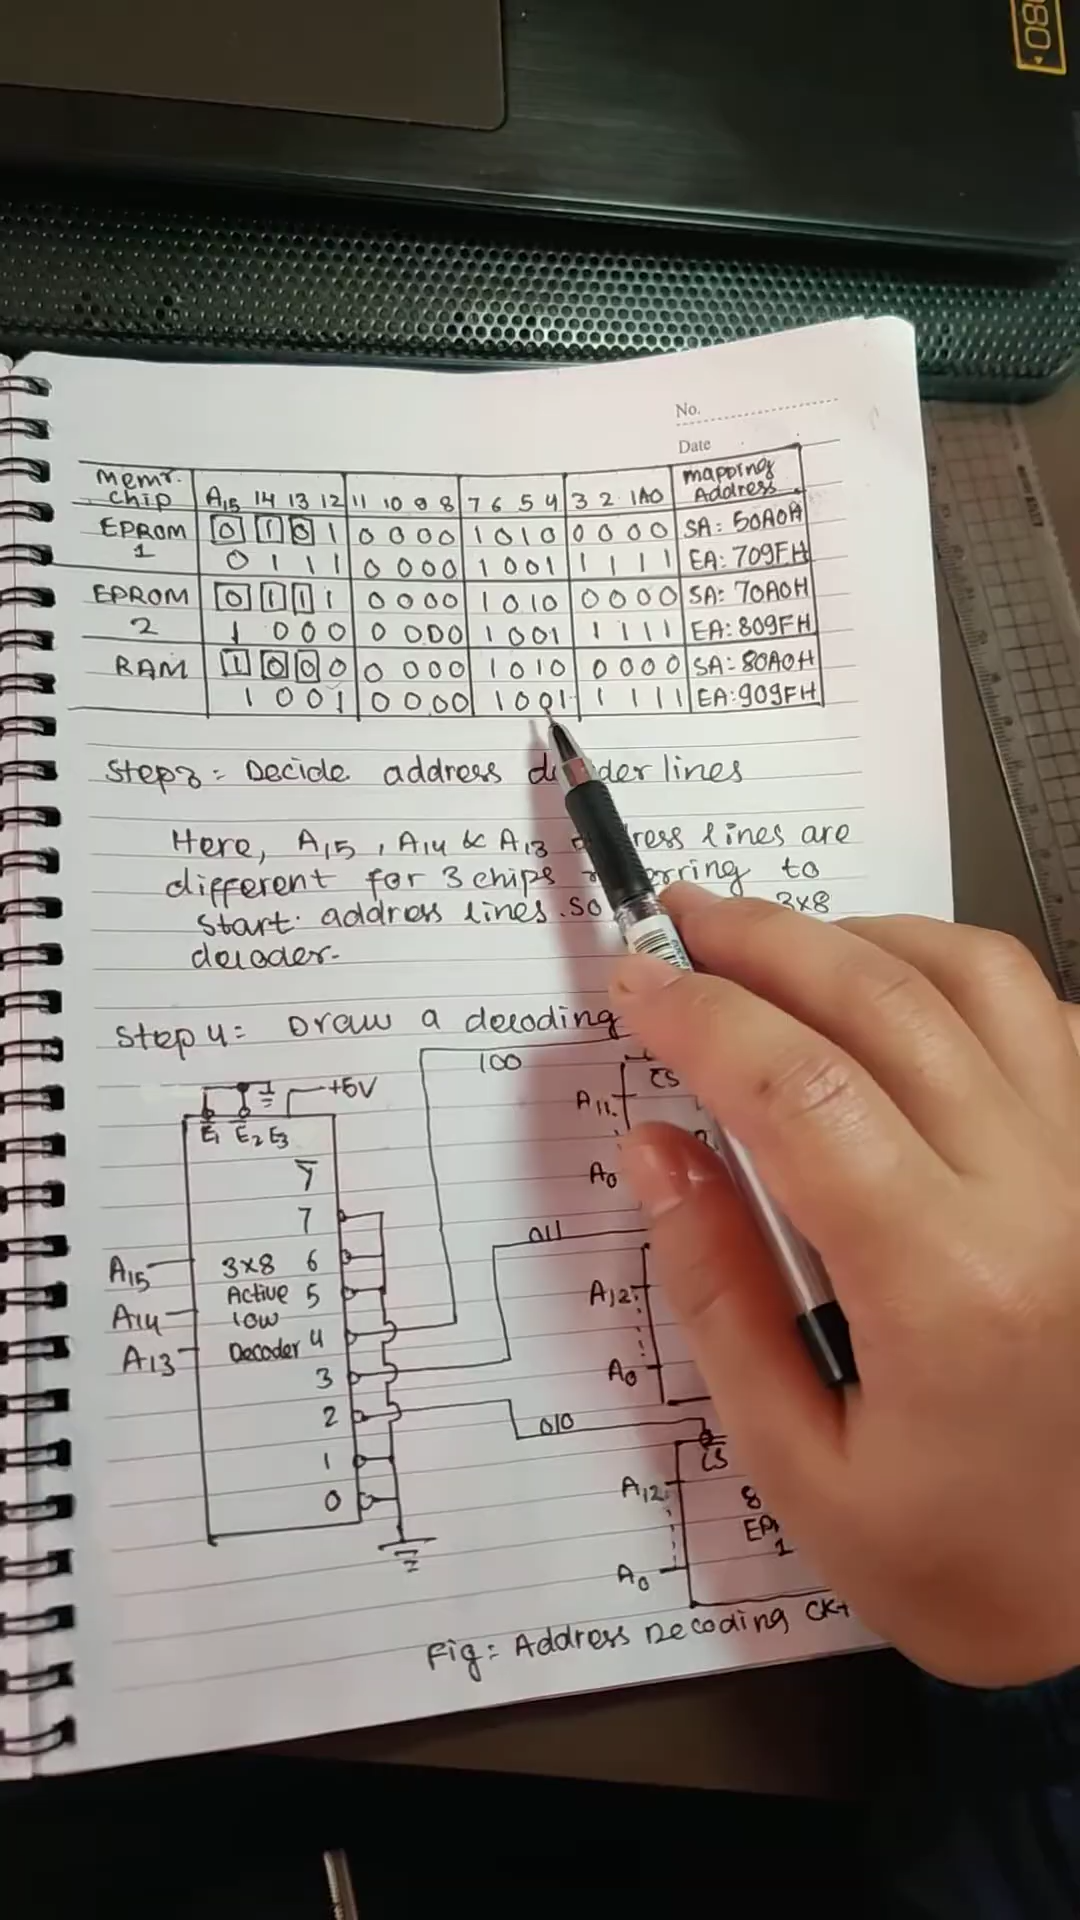 080
No.
Date
Memr. chip A15 14 13 12 11 10 9 8 7 6 5 4 3 2 1 A0 mapping Address
EPROM 1 0 1 0 1 0 0 0 0 1 0 1 0 0 0 0 0 SA: 50A0H
0 1 1 1 0 0 0 0 1 0 0 1 1 1 1 1 EA: 709FH
EPROM 2 0 1 1 1 0 0 0 0 1 0 1 0 0 0 0 0 SA: 70A0H
1 0 0 0 0 0 0 0 1 0 0 1 1 1 1 1 EA: 809FH
RAM 1 0 0 0 0 0 0 0 1 0 1 0 0 0 0 0 SA: 80A0H
1 0 0 1 0 0 0 0 1 0 0 1 1 1 1 1 EA: 909FH
Step3: Decide address der lines
Here, A15, A14 & A13 ress lines are
different for 3 chips rring to
start address lines. so 3x8
decoder.
Step 4: Draw a decoding
100
+5V
E1 E2 E3
CS
A11
A0
Y
7
011
A15 3x8 6
Active 5
A14 low
A13 Decoder 4
A12
3
A0
2
010
CS
1
A12
8
0
EP
1
A0
Fig: Address Decoding CKt